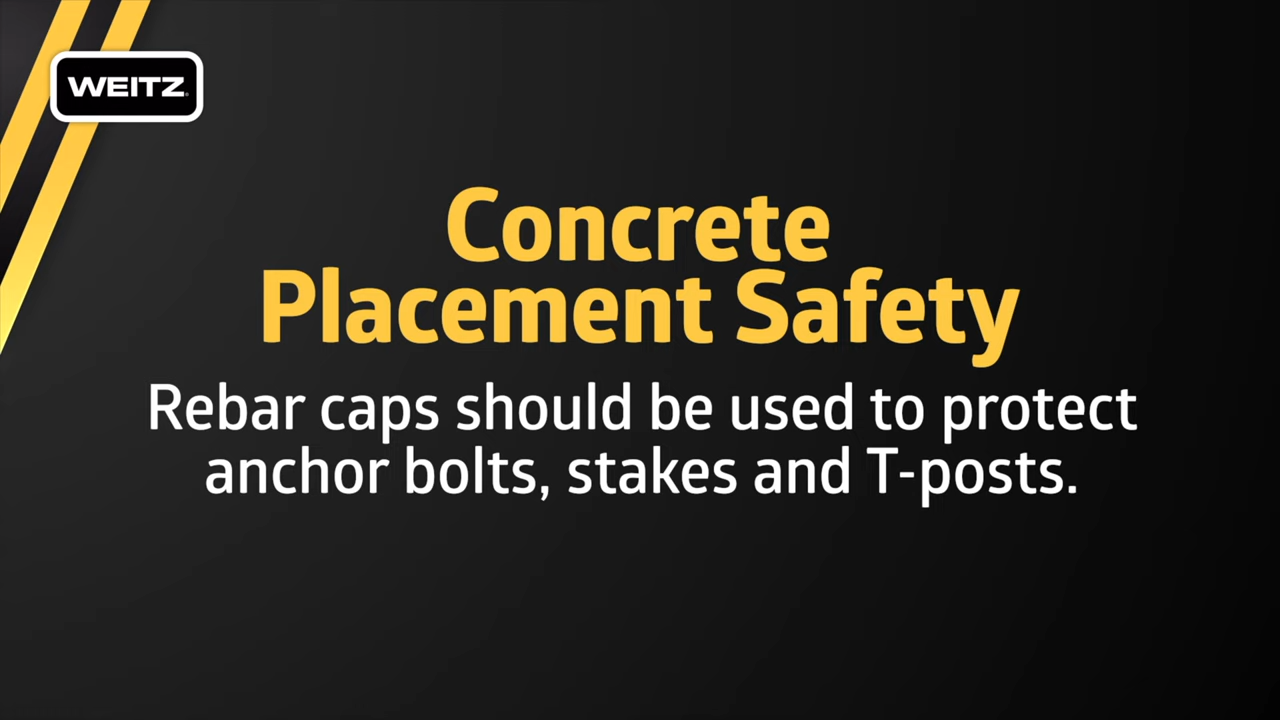 WEITZ
Concrete
Placement Safety
Rebar caps should be used to protect
anchor bolts, stakes and T-posts.